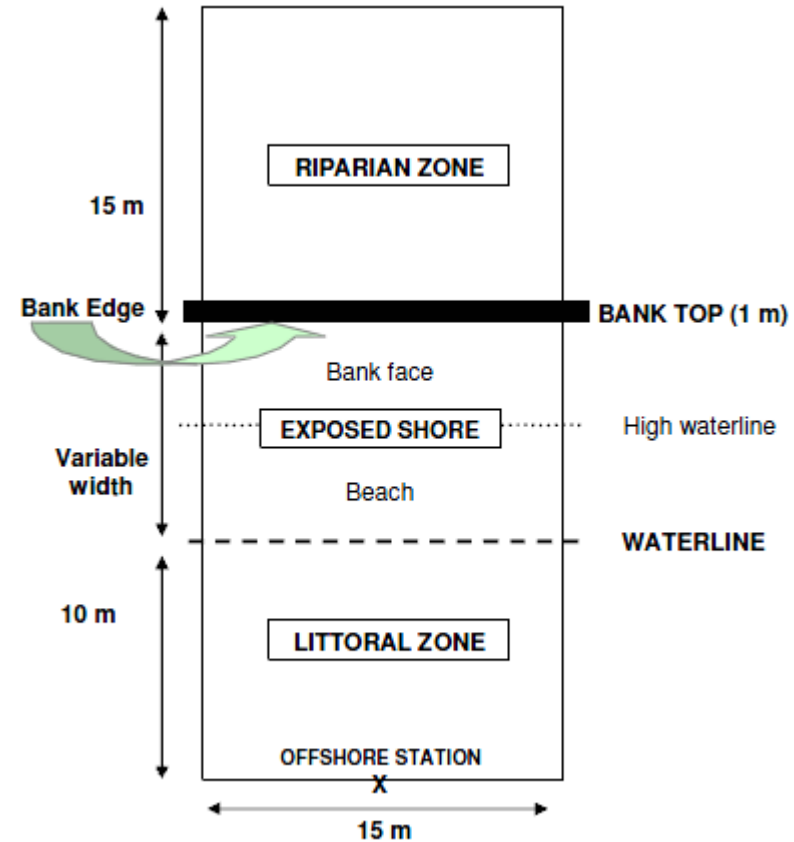 RIPARIAN ZONE
15 m
Bank Edge
BANK TOP (1 m)
Bank face
EXPOSED SHORE
High waterline
Variable
width
Beach
WATERLINE
10 m
LITTORAL ZONE
OFFSHORE STATION
X
15 m